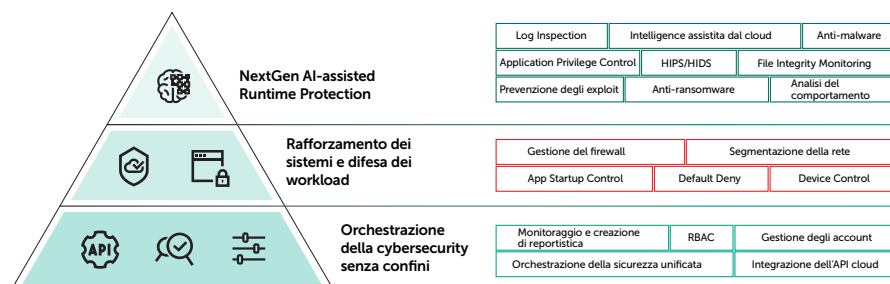 NextGen AI-assisted
Runtime Protection
Log Inspection
Intelligence assistita dal cloud
Anti-malware
Application Privilege Control
HIPS/HIDS
File Integrity Monitoring
Prevenzione degli exploit
Anti-ransomware
Analisi del
comportamento
Rafforzamento dei
sistemi e difesa dei
workload
Gestione del firewall
Segmentazione della rete
App Startup Control
Default Deny
Device Control
API
Orchestrazione
della cybersecurity
senza confini
Monitoraggio e creazione
di reportistica
RBAC
Gestione degli account
Orchestrazione della sicurezza unificata
Integrazione dell'API cloud